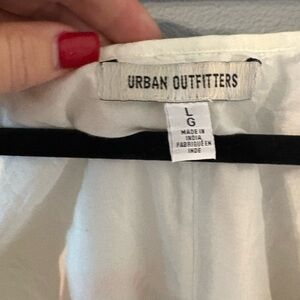 URBAN OUTFITTERS
L
G
MADE IN
INDIA
FABRIQUÉ EN
INDE